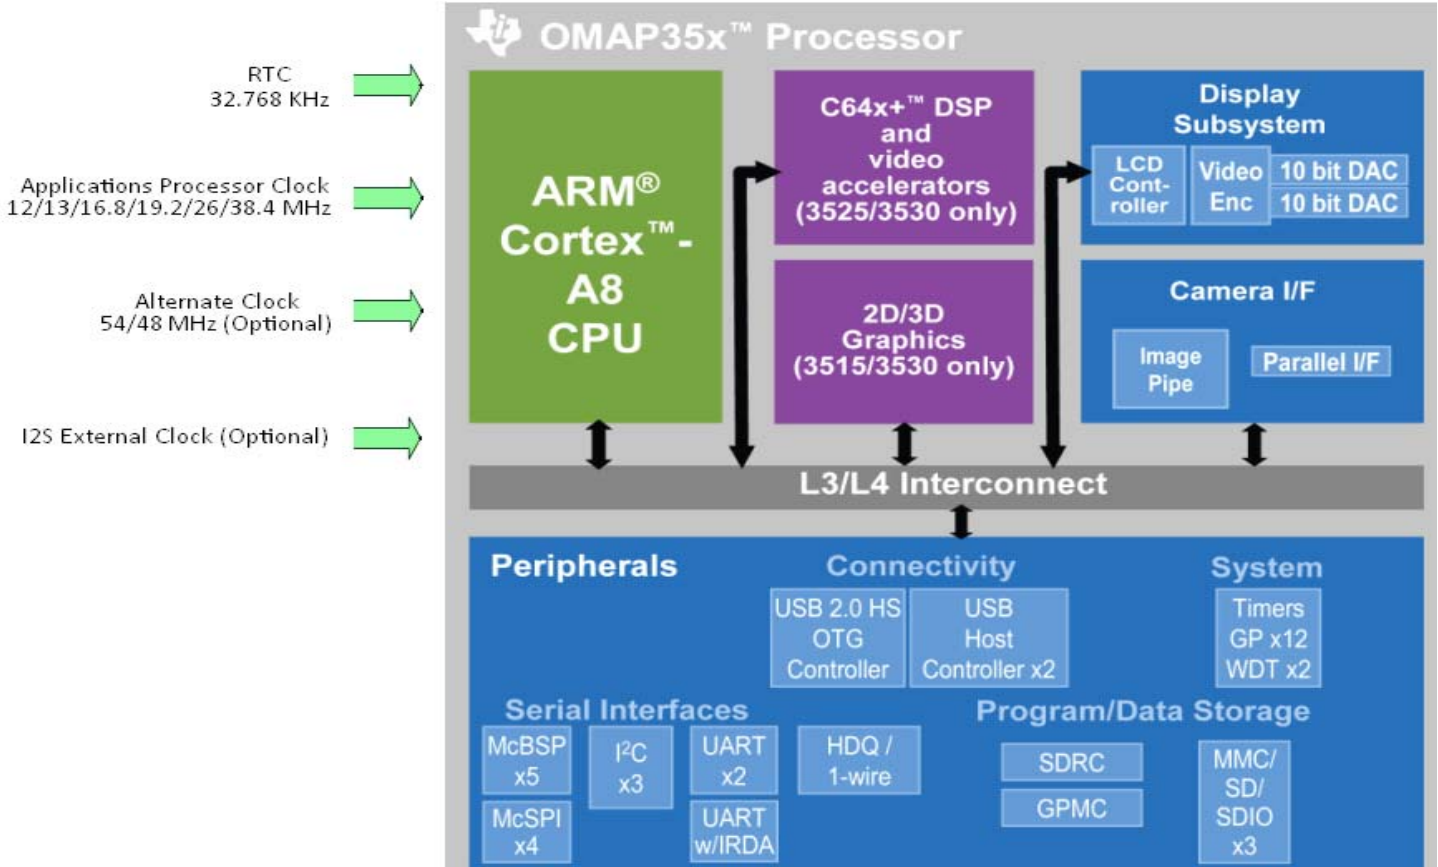 OMAP35x™ Processor
RTC
32.768 KHz
Applications Processor Clock
12/13/16.8/19.2/26/38.4 MHz
Alternate Clock
54/48 MHz (Optional)
I2S External Clock (Optional)
ARM®
Cortex™-
A8
CPU
C64x+™ DSP
and
video
accelerators
(3525/3530 only)
2D/3D
Graphics
(3515/3530 only)
Display
Subsystem
LCD
Cont-
roller
Video
Enc
10 bit DAC
10 bit DAC
Camera I/F
Image
Pipe
Parallel I/F
L3/L4 Interconnect
Peripherals
Connectivity
USB 2.0 HS
OTG
Controller
USB
Host
Controller x2
System
Timers
GP x12
WDT x2
Serial Interfaces
McBSP
x5
I²C
x3
UART
x2
HDQ /
1-wire
McSPI
x4
UART
w/IRDA
Program/Data Storage
SDRC
GPMC
MMC/
SD/
SDIO
x3